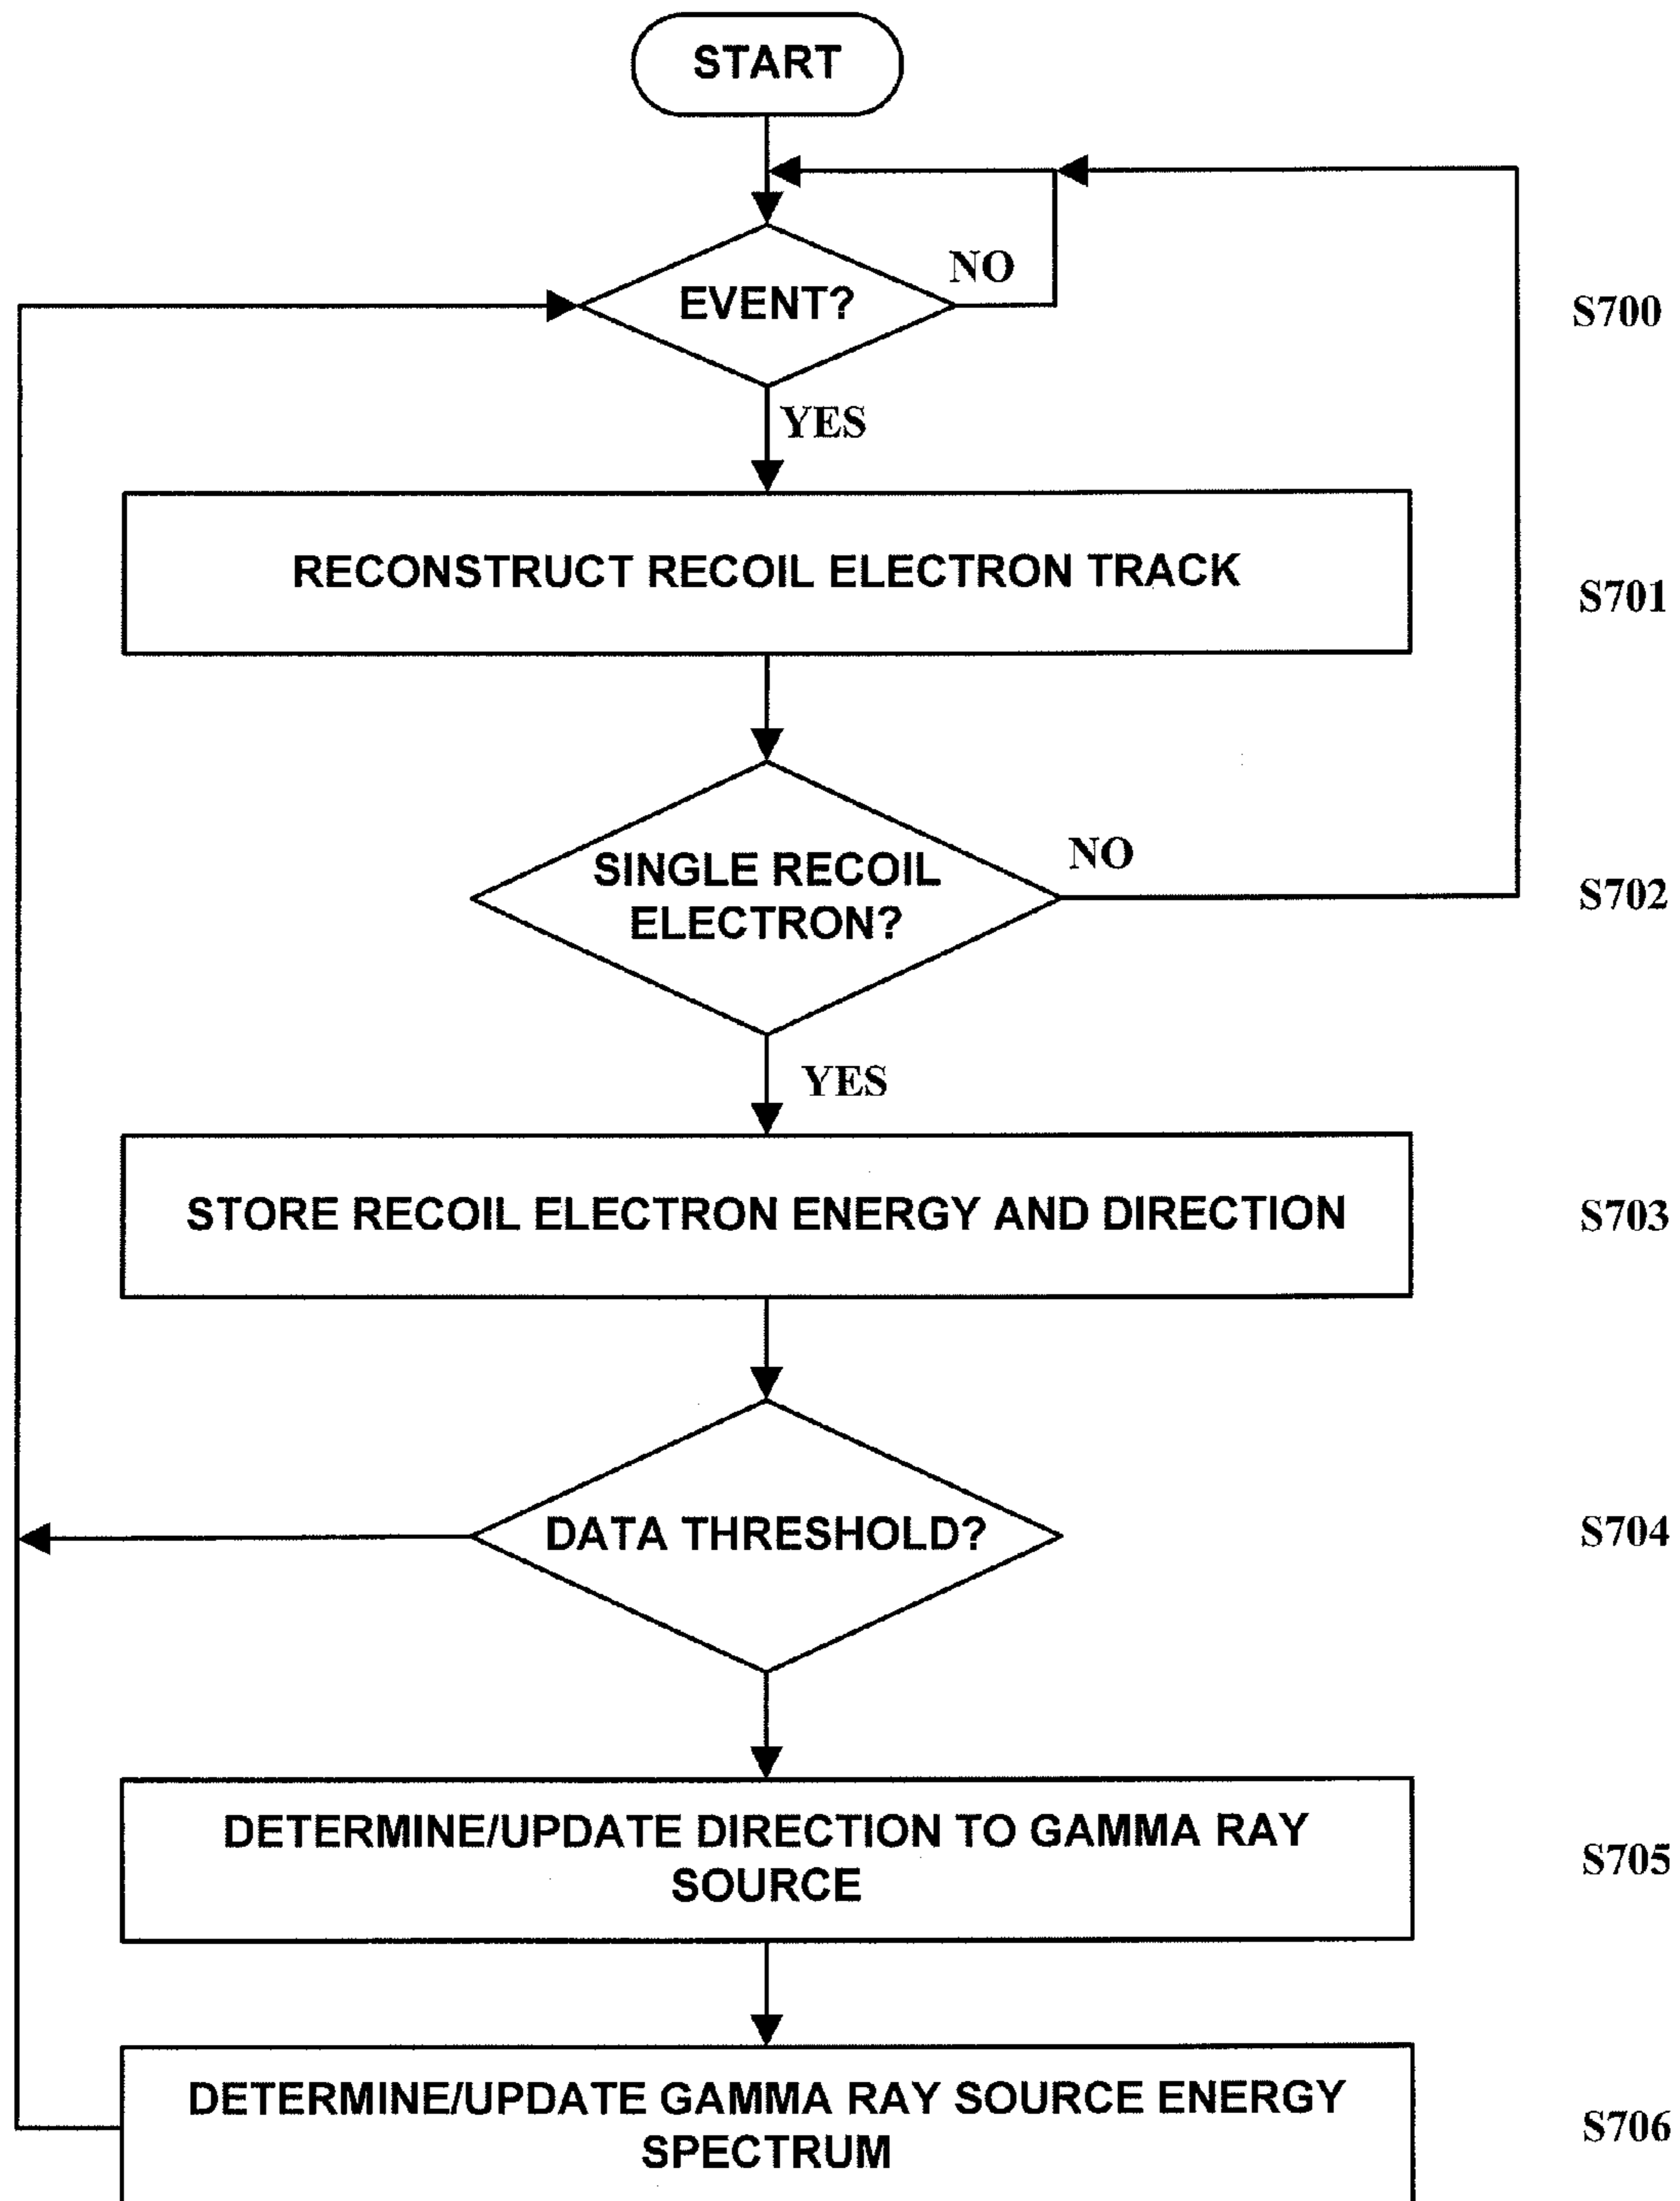 START
NO
EVENT?
S700
YES
RECONSTRUCT RECOIL ELECTRON TRACK
S701
NO
SINGLE RECOIL
ELECTRON?
S702
YES
STORE RECOIL ELECTRON ENERGY AND DIRECTION
S703
DATA THRESHOLD?
S704
DETERMINE/UPDATE DIRECTION TO GAMMA RAY
SOURCE
S705
DETERMINE/UPDATE GAMMA RAY SOURCE ENERGY
SPECTRUM
S706